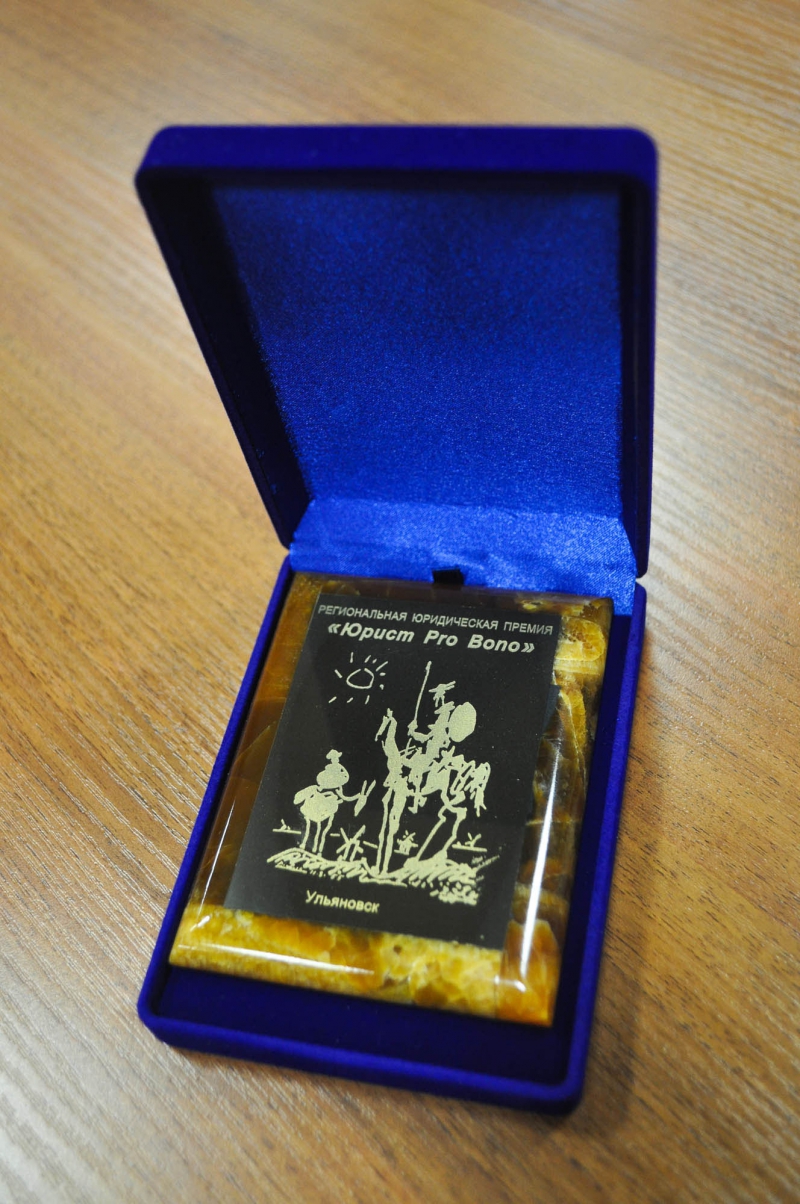 РЕГИОНАЛЬНАЯ ЮРИДИЧЕСКАЯ ПРЕМИЯ
«Юрист Pro Bono»
Ульяновск